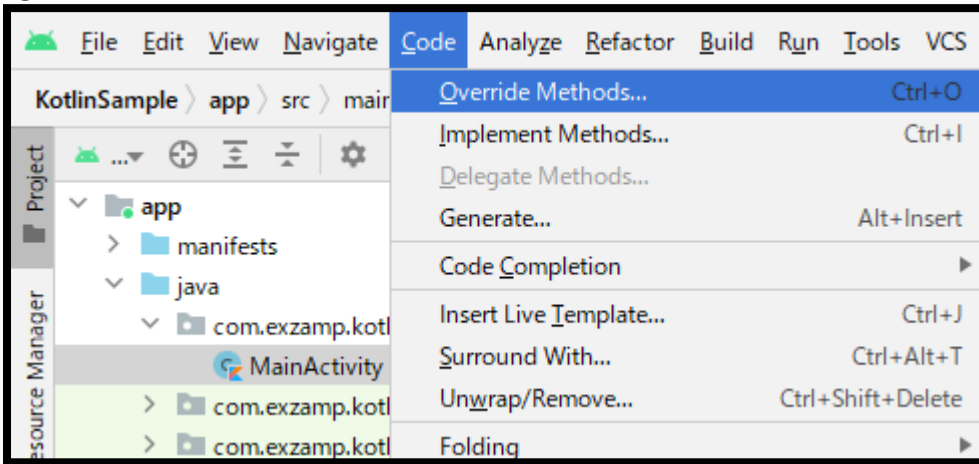 File Edit View Navigate Code Analyze Refactor Build Run Tools VCS
KotlinSample app src main
Override Methods... Ctrl+O
Implement Methods... Ctrl+I
Delegate Methods...
Generate... Alt+Insert
Code Completion
Insert Live Template... Ctrl+J
Surround With... Ctrl+Alt+T
Unwrap/Remove... Ctrl+Shift+Delete
Folding
Project
...
app
manifests
java
com.exzamp.kotl
MainActivity
com.exzamp.kotl
com.exzamp.kotl
esource Manager